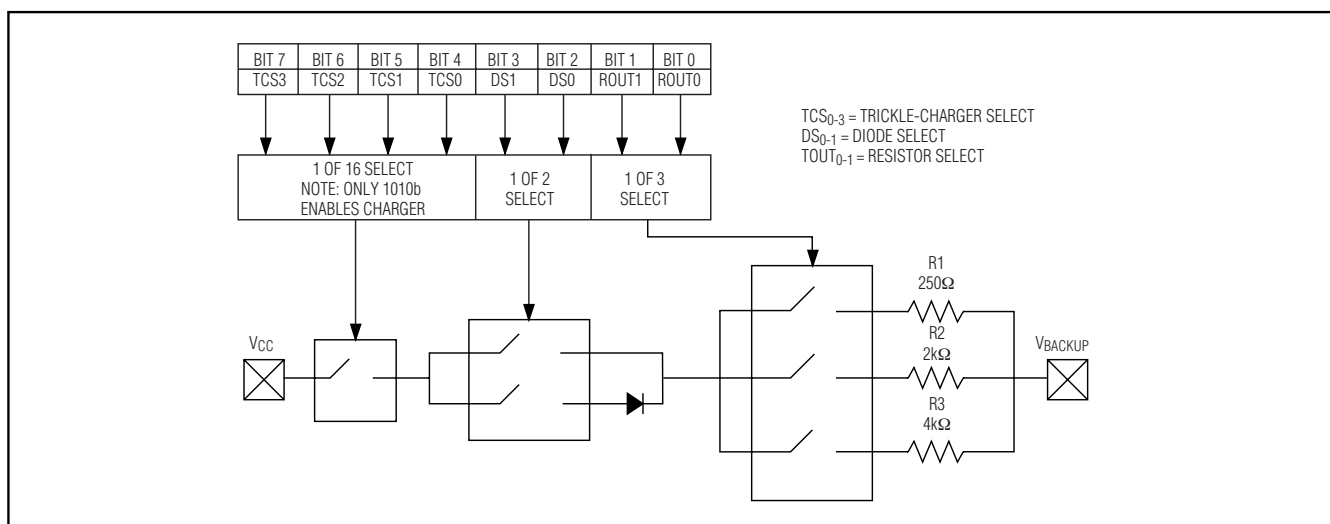 BIT 7 BIT 6 BIT 5 BIT 4 BIT 3 BIT 2 BIT 1 BIT 0
TCS3 TCS2 TCS1 TCS0 DS1 DS0 ROUT1 ROUT0
TCS0-3 = TRICKLE-CHARGER SELECT
DS0-1 = DIODE SELECT
TOUT0-1 = RESISTOR SELECT
1 OF 16 SELECT
NOTE: ONLY 1010b
ENABLES CHARGER
1 OF 2
SELECT
1 OF 3
SELECT
VCC
R1
250Ω
R2
2kΩ
R3
4kΩ
VBACKUP